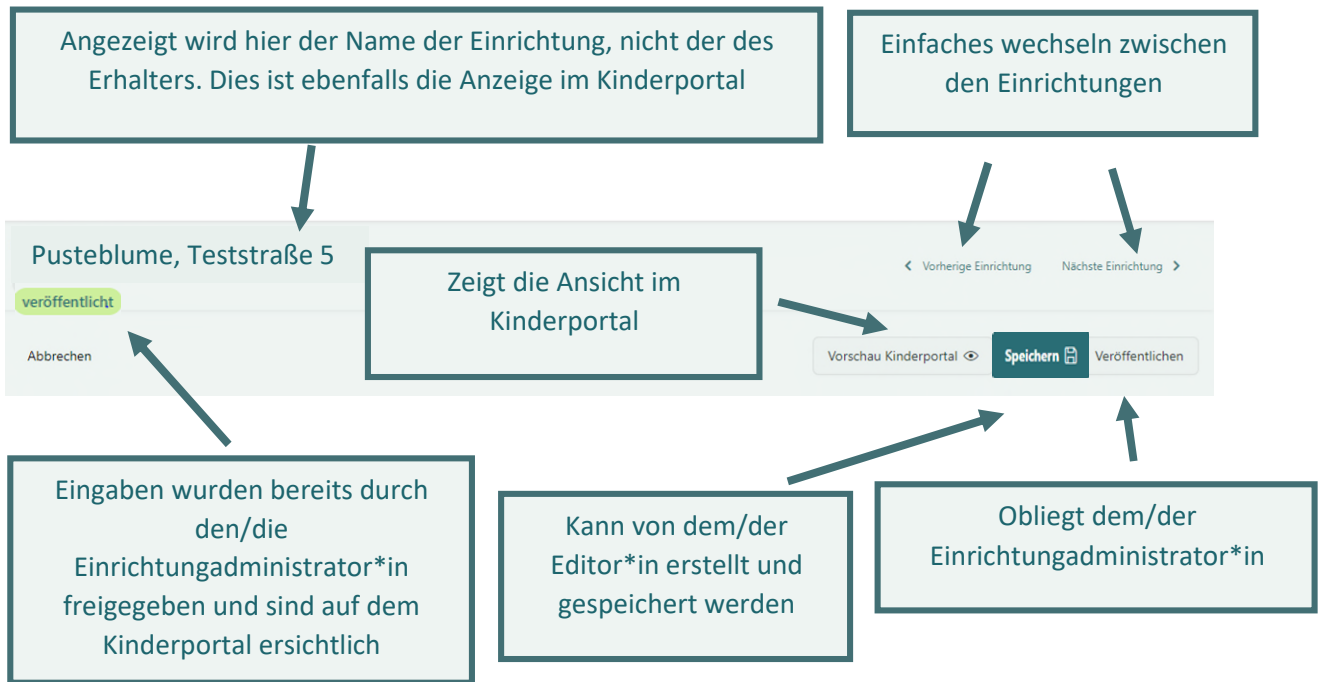 Angezeigt wird hier der Name der Einrichtung, nicht der des
Erhalters. Dies ist ebenfalls die Anzeige im Kinderportal
Einfaches wechseln zwischen
den Einrichtungen
Pusteblume, Teststraße 5
veröffentlicht
Abbrechen
Zeigt die Ansicht im
Kinderportal
Vorherige Einrichtung
Nächste Einrichtung
Vorschau Kinderportal
Speichern
Veröffentlichen
Eingaben wurden bereits durch
den/die
Einrichtungadministrator*in
freigegeben und sind auf dem
Kinderportal ersichtlich
Kann von dem/der
Editor*in erstellt und
gespeichert werden
Obliegt dem/der
Einrichtungadministrator*in